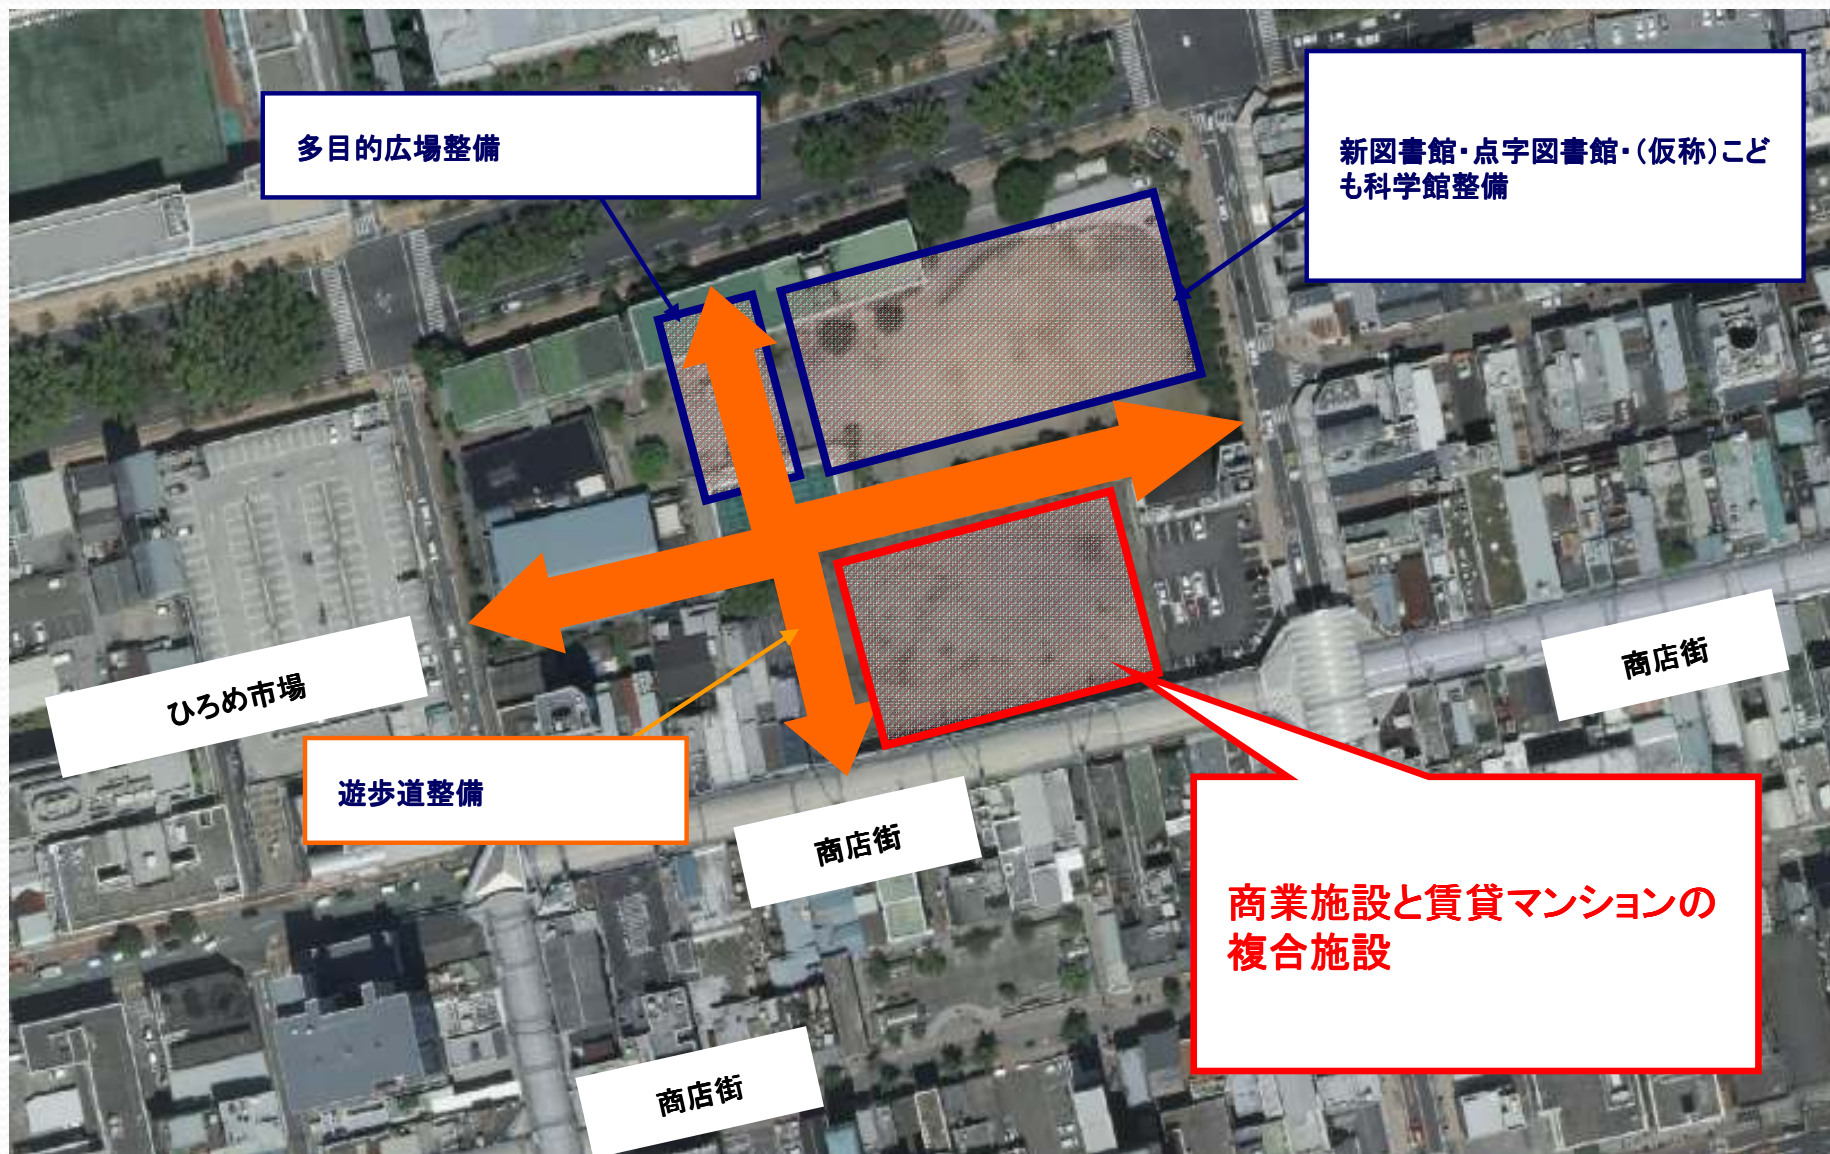 多目的広場整備
新図書館・点字図書館・(仮称)こど
も科学館整備
ひろめ市場
商店街
遊歩道整備
商店街
商業施設と賃貸マンションの
複合施設
商店街